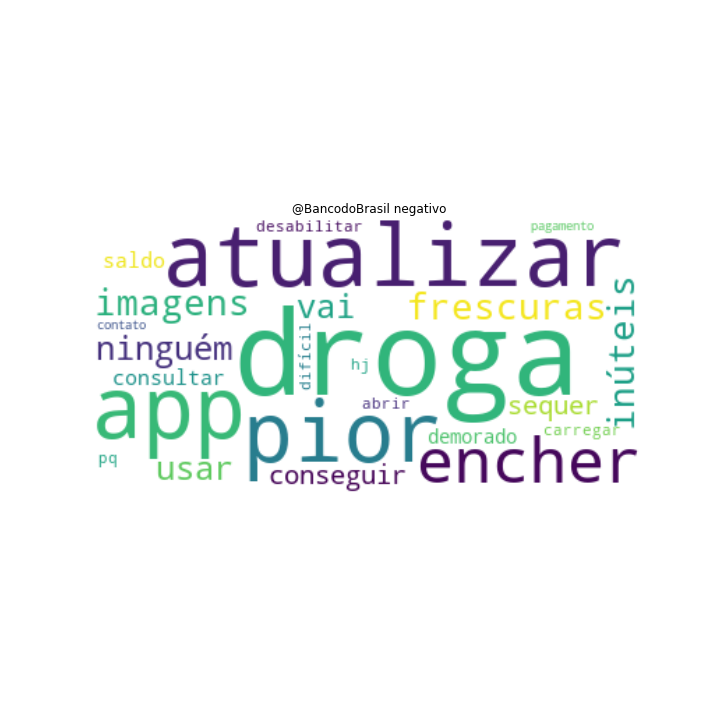 @BancodoBrasil negativo
desabilitar
pagamento
atualizar
saldo
imagens
vai
frescuras
inúteis
contato
droga
difícil
ninguém
hj
consultar
app
abrir
sequer
pior
carregar
demorado
encher
pq
usar
conseguir